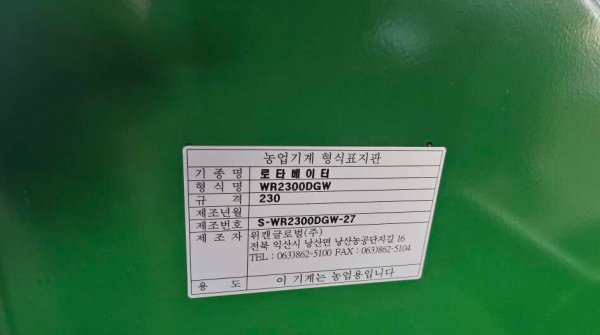 농업기계 형식표지판
기종명 로타베이터
형식명 WR2300DGW
규격 230
제조년월
제조번호 S-WR2300DGW-27
제조자 위캔글로벌(주)
전북 익산시 낭산면 낭산농공단지길 16
TEL : 063)862-5100 FAX : 063)862-5104
용도 이 기계는 농업용입니다